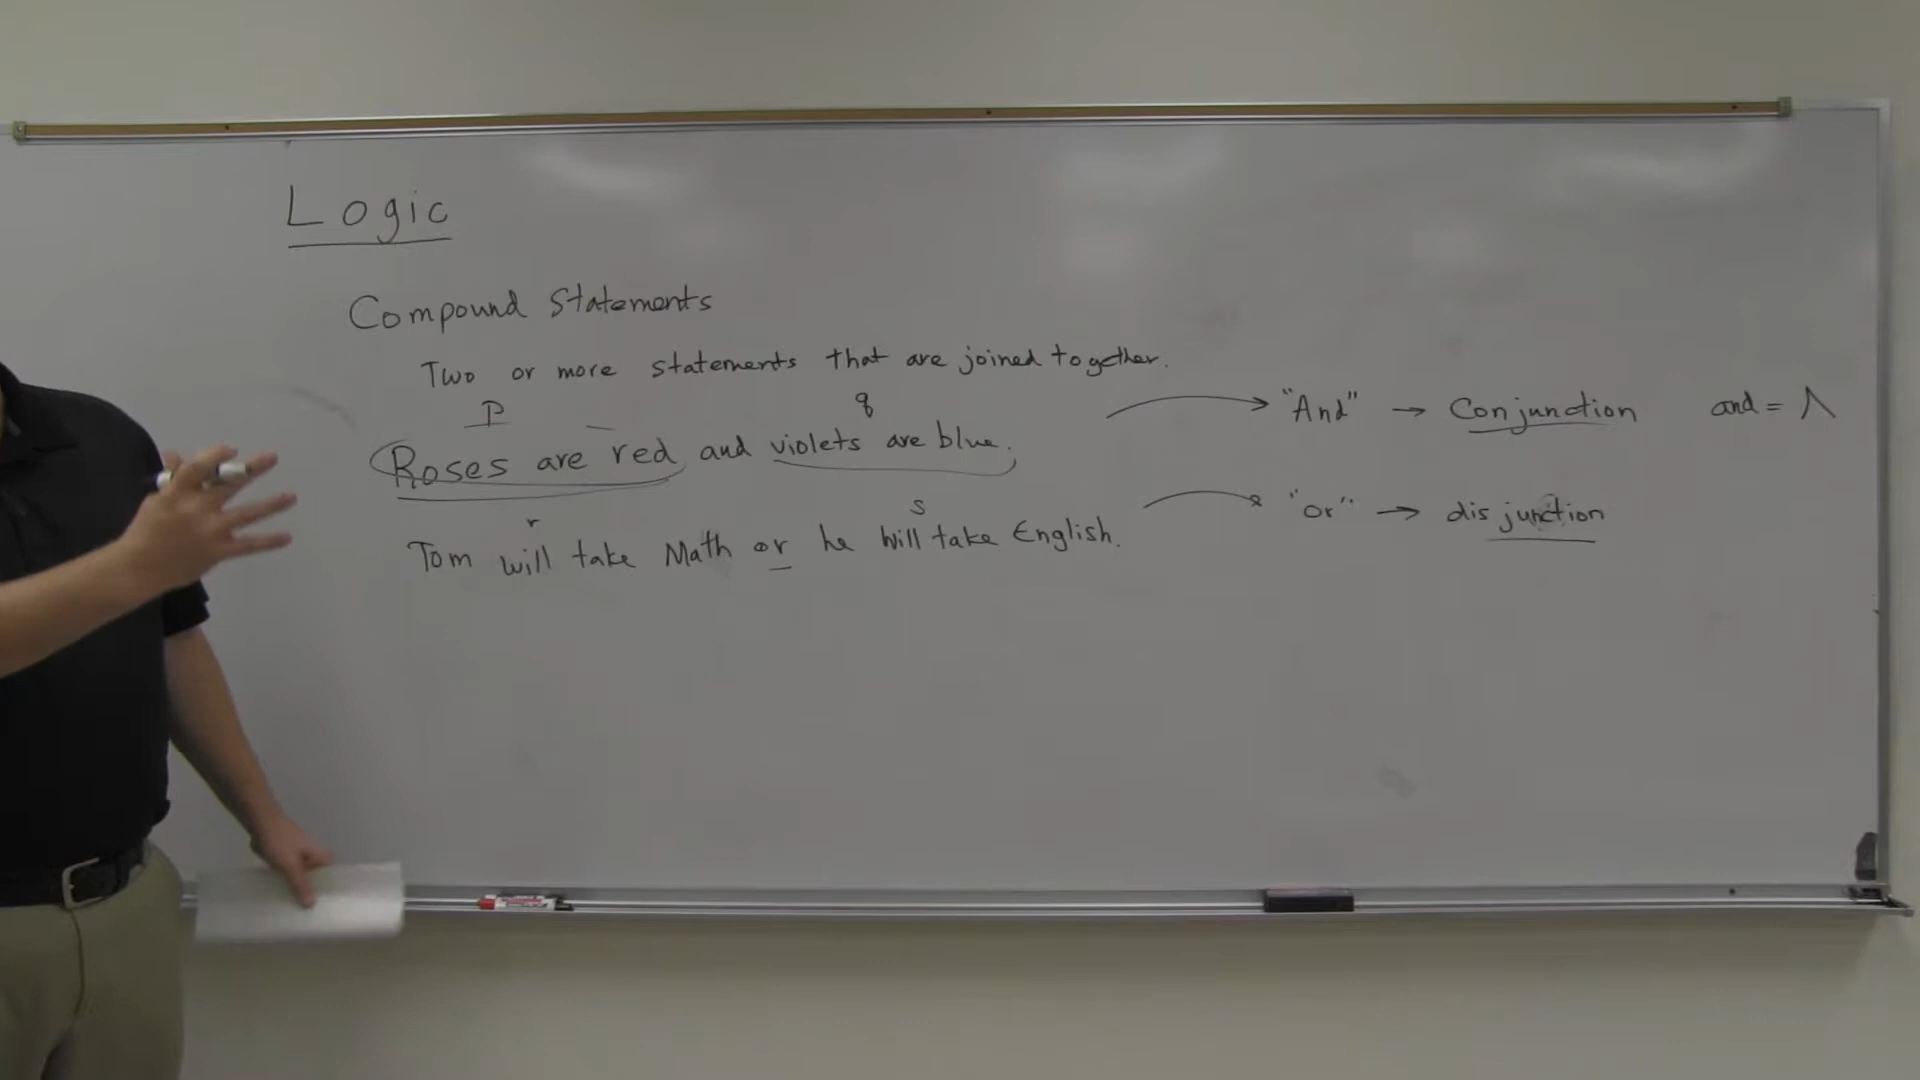 Logic
Compound Statements
Two or more statements that are joined together.
P q
Roses are red and violets are blue. "And" → Conjunction and = ∧
r s
Tom will take Math or he will take English. "or" → disjunction